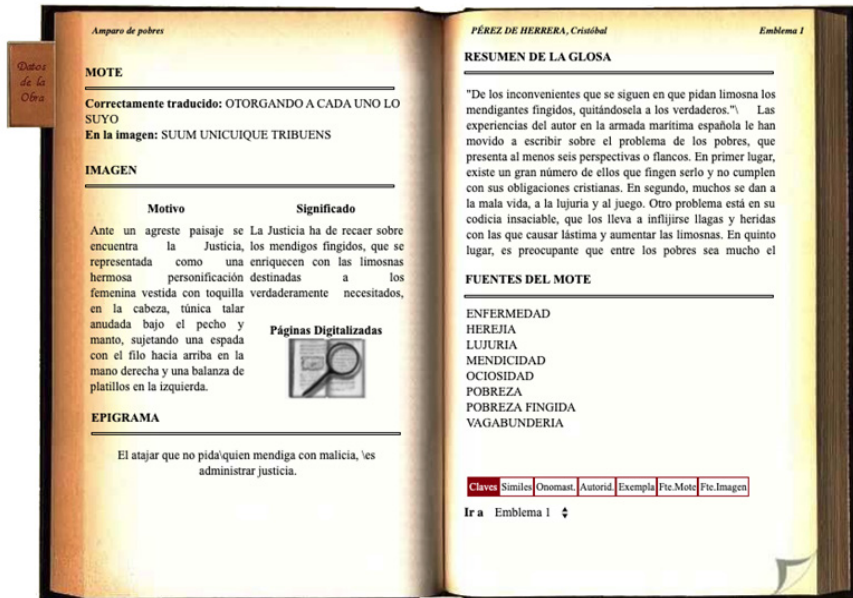 Datos
de la
Obra
Amparo de pobres
MOTE
Correctamente traducido: OTORGANDO A CADA UNO LO
SUYO
En la imagen: SUUM UNICUIQUE TRIBUENS
IMAGEN
Motivo
Ante un agreste paisaje se
encuentra la Justicia,
representada como una
hermosa personificación
femenina vestida con toquilla
en la cabeza, túnica talar
anudada bajo el pecho y
manto, sujetando una espada
con el filo hacia arriba en la
mano derecha y una balanza de
platillos en la izquierda.
Significado
La Justicia ha de recaer sobre
los mendigos fingidos, que se
enriquecen con las limosnas
destinadas a los
verdaderamente necesitados,
Páginas Digitalizadas
EPIGRAMA
El atajar que no pida\quien mendiga con malicia, \es
administrar justicia.
PÉREZ DE HERRERA, Cristóbal Emblema 1
RESUMEN DE LA GLOSA
"De los inconvenientes que se siguen en que pidan limosna los
mendigantes fingidos, quitándosela a los verdaderos."\ Las
experiencias del autor en la armada marítima española le han
movido a escribir sobre el problema de los pobres, que
presenta al menos seis perspectivas o flancos. En primer lugar,
existe un gran número de ellos que fingen serlo y no cumplen
con sus obligaciones cristianas. En segundo, muchos se dan a
la mala vida, a la lujuria y al juego. Otro problema está en su
codicia insaciable, que los lleva a infligirse llagas y heridas
con las que causar lástima y aumentar las limosnas. En quinto
lugar, es preocupante que entre los pobres sea mucho el
FUENTES DEL MOTE
ENFERMEDAD
HEREJIA
LUJURIA
MENDICIDAD
OCIOSIDAD
POBREZA
POBREZA FINGIDA
VAGABUNDERIA
Claves Símiles Onomast. Autorid. Exempla Fte.Mote Fte.Imagen
Ir a Emblema 1